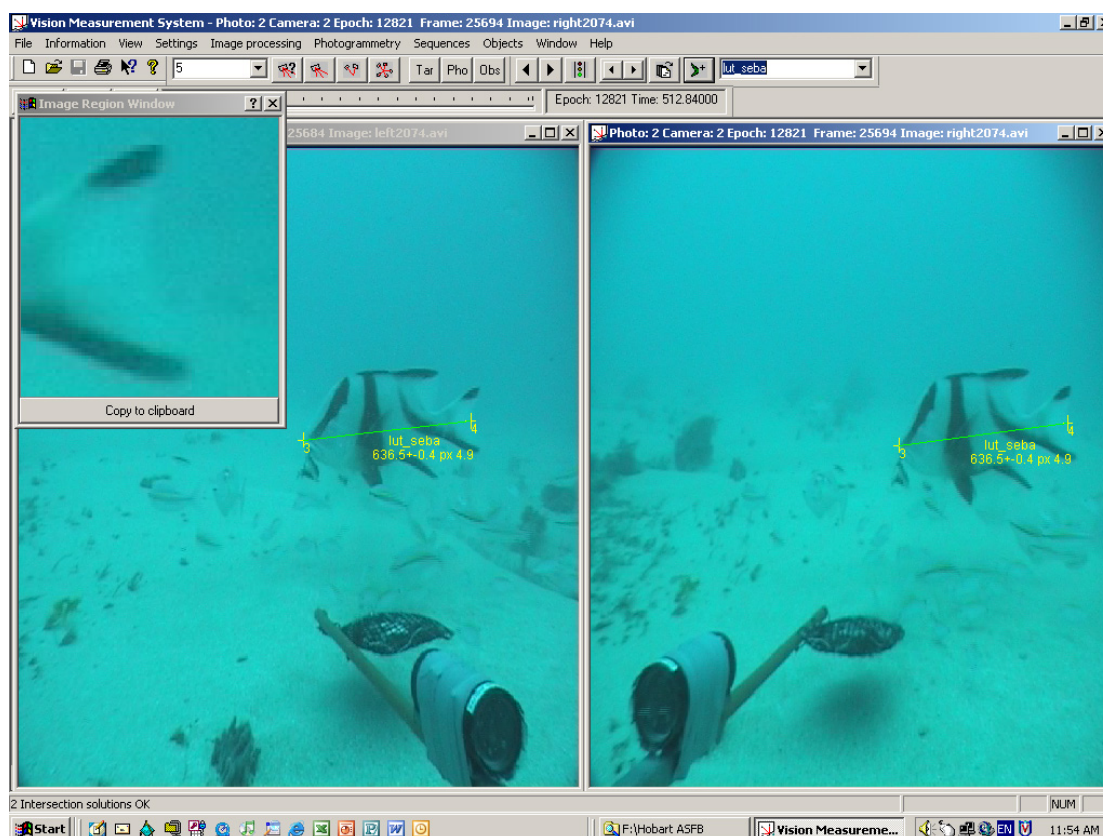 Vision Measurement System - Photo: 2 Camera: 2 Epoch: 12821 Frame: 25694 Image: right2074.avi
File Information View Settings Image processing Photogrammetry Sequences Objects Window Help
5
Tar Pho Obs
lut_seba
Image Region Window
Epoch: 12821 Time: 512.84000
25684 Image: left2074.avi
Photo: 2 Camera: 2 Epoch: 12821 Frame: 25694 Image: right2074.avi
Copy to clipboard
3
4
lut_seba
636.5+-0.4 px 4.9
3
4
lut_seba
636.5+-0.4 px 4.9
2 Intersection solutions OK
NUM
Start
F:\Hobart ASFB
Vision Measureme...
EN
11:54 AM